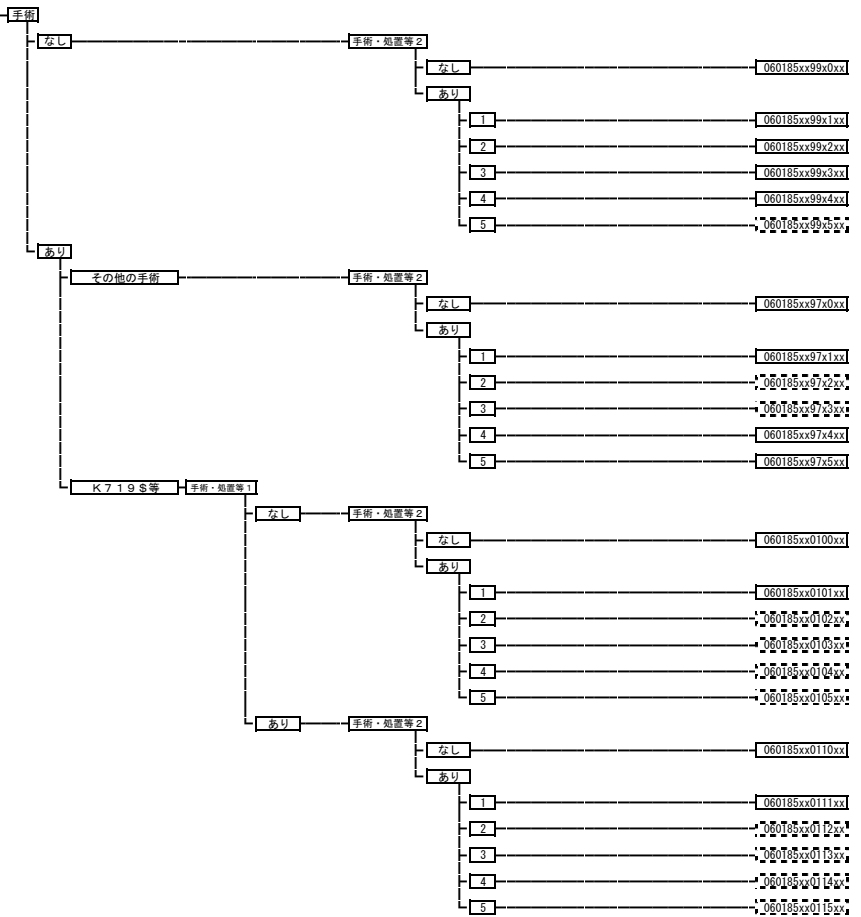 手術
なし 手術・処置等2
なし 060185xx99x0xx
あり
1 060185xx99x1xx
2 060185xx99x2xx
3 060185xx99x3xx
4 060185xx99x4xx
5 060185xx99x5xx
あり
その他の手術 手術・処置等2
なし 060185xx97x0xx
あり
1 060185xx97x1xx
2 060185xx97x2xx
3 060185xx97x3xx
4 060185xx97x4xx
5 060185xx97x5xx
K719$等 手術・処置等1
なし 手術・処置等2
なし 060185xx0100xx
あり
1 060185xx0101xx
2 060185xx0102xx
3 060185xx0103xx
4 060185xx0104xx
5 060185xx0105xx
あり 手術・処置等2
なし 060185xx0110xx
あり
1 060185xx0111xx
2 060185xx0112xx
3 060185xx0113xx
4 060185xx0114xx
5 060185xx0115xx